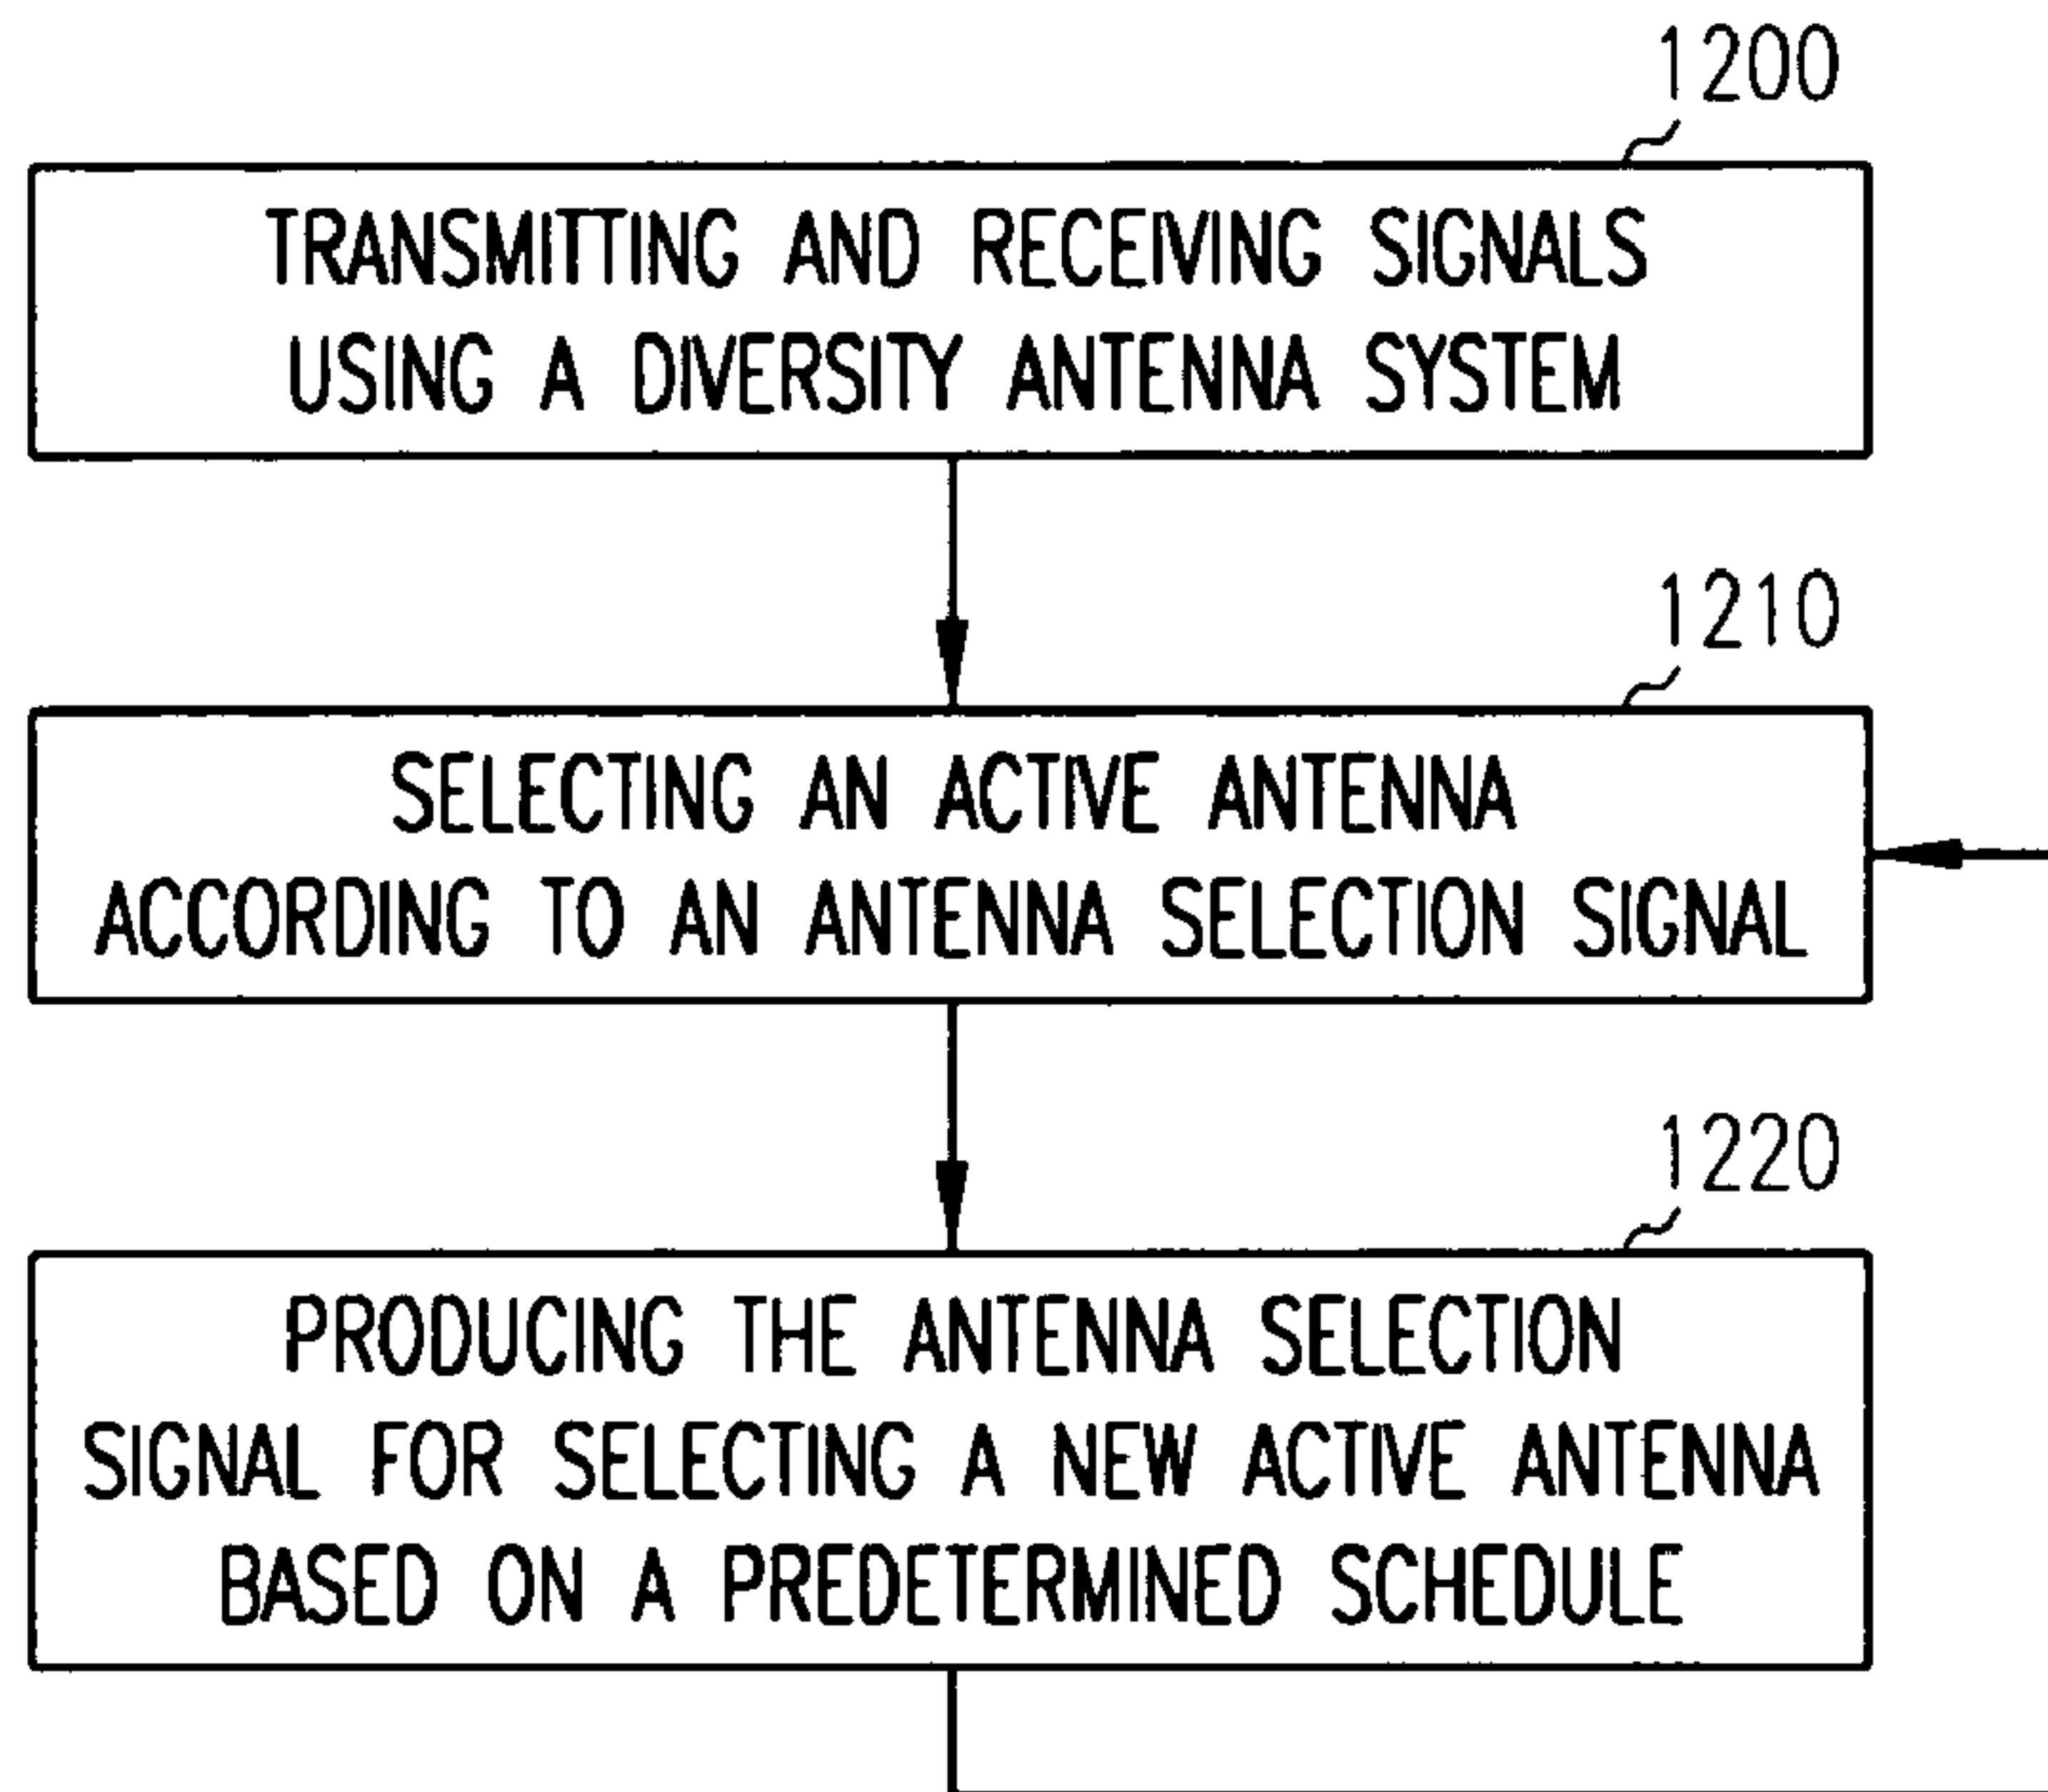 1200
TRANSMITTING AND RECEIVING SIGNALS
USING A DIVERSITY ANTENNA SYSTEM
1210
SELECTING AN ACTIVE ANTENNA
ACCORDING TO AN ANTENNA SELECTION SIGNAL
1220
PRODUCING THE ANTENNA SELECTION
SIGNAL FOR SELECTING A NEW ACTIVE ANTENNA
BASED ON A PREDETERMINED SCHEDULE